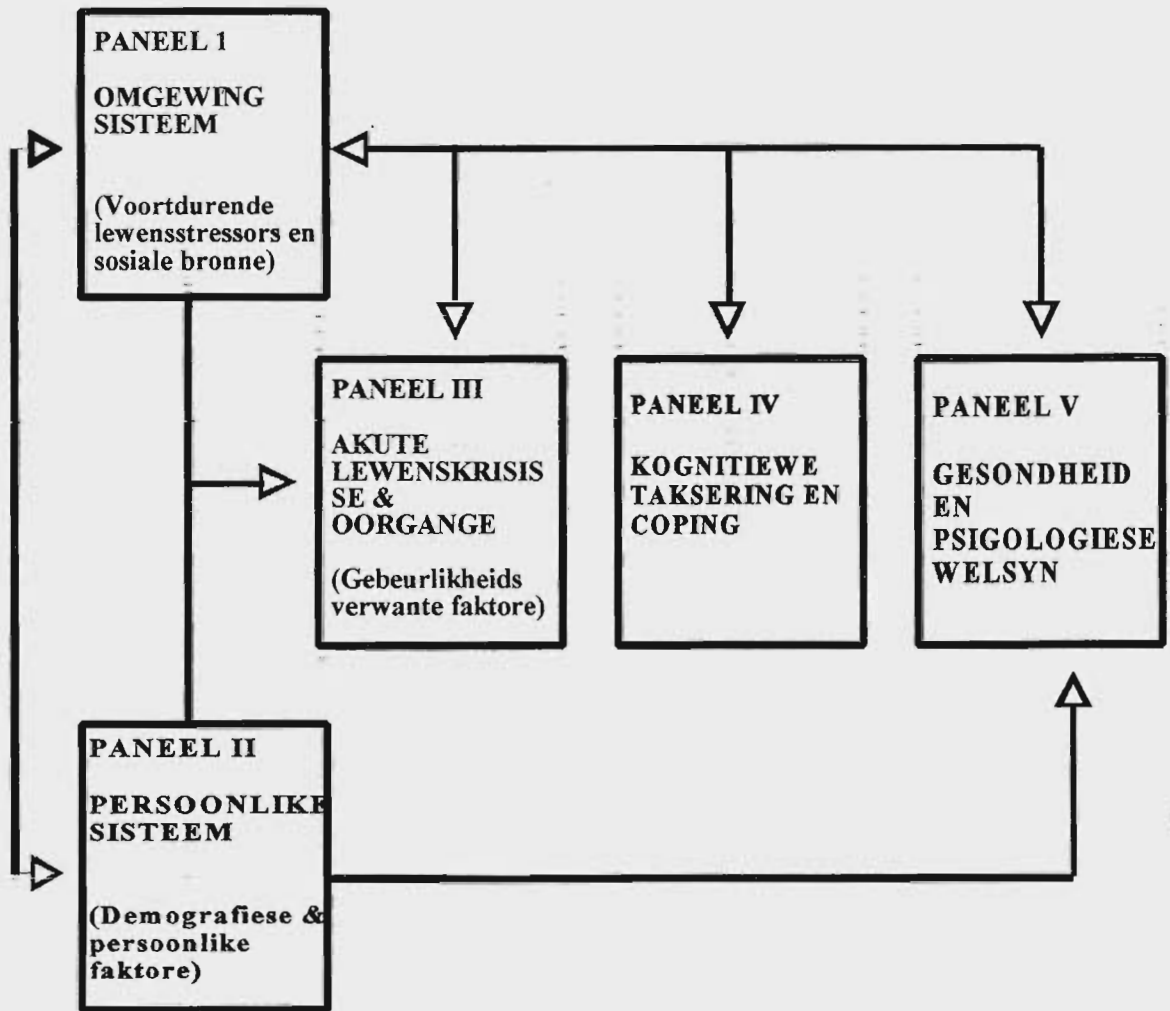 PANEEL 1
OMGEWING
SISTEEM
(Voortdurende
lewensstressors en
sosiale bronne)
PANEEL III
AKUTE
LEWENSKRISIS
SE &
OORGANGE
(Gebeurlikheids
verwante faktore)
PANEEL IV
KOGNITIEWE
TAKSERING EN
COPING
PANEEL V
GESONDHEID
EN
PSIGOLOGIESE
WELSYN
PANEEL II
PERSOONLIKE
SISTEEM
(Demografiese &
persoonlike
faktore)